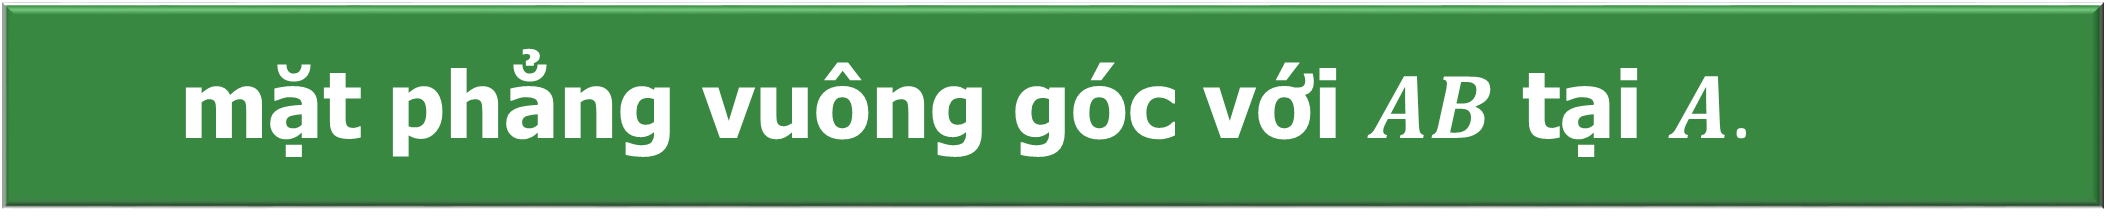 mặt phẳng vuông góc với AB tại A.